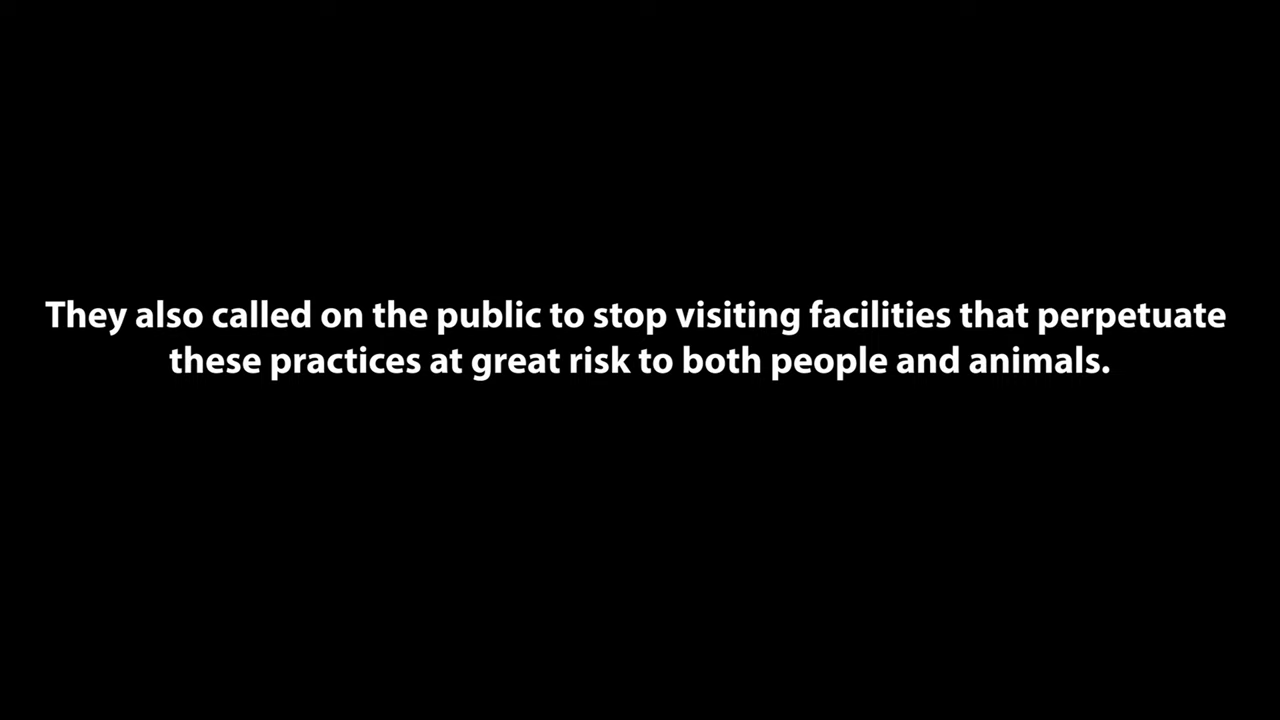 They also called on the public to stop visiting facilities that perpetuate
these practices at great risk to both people and animals.